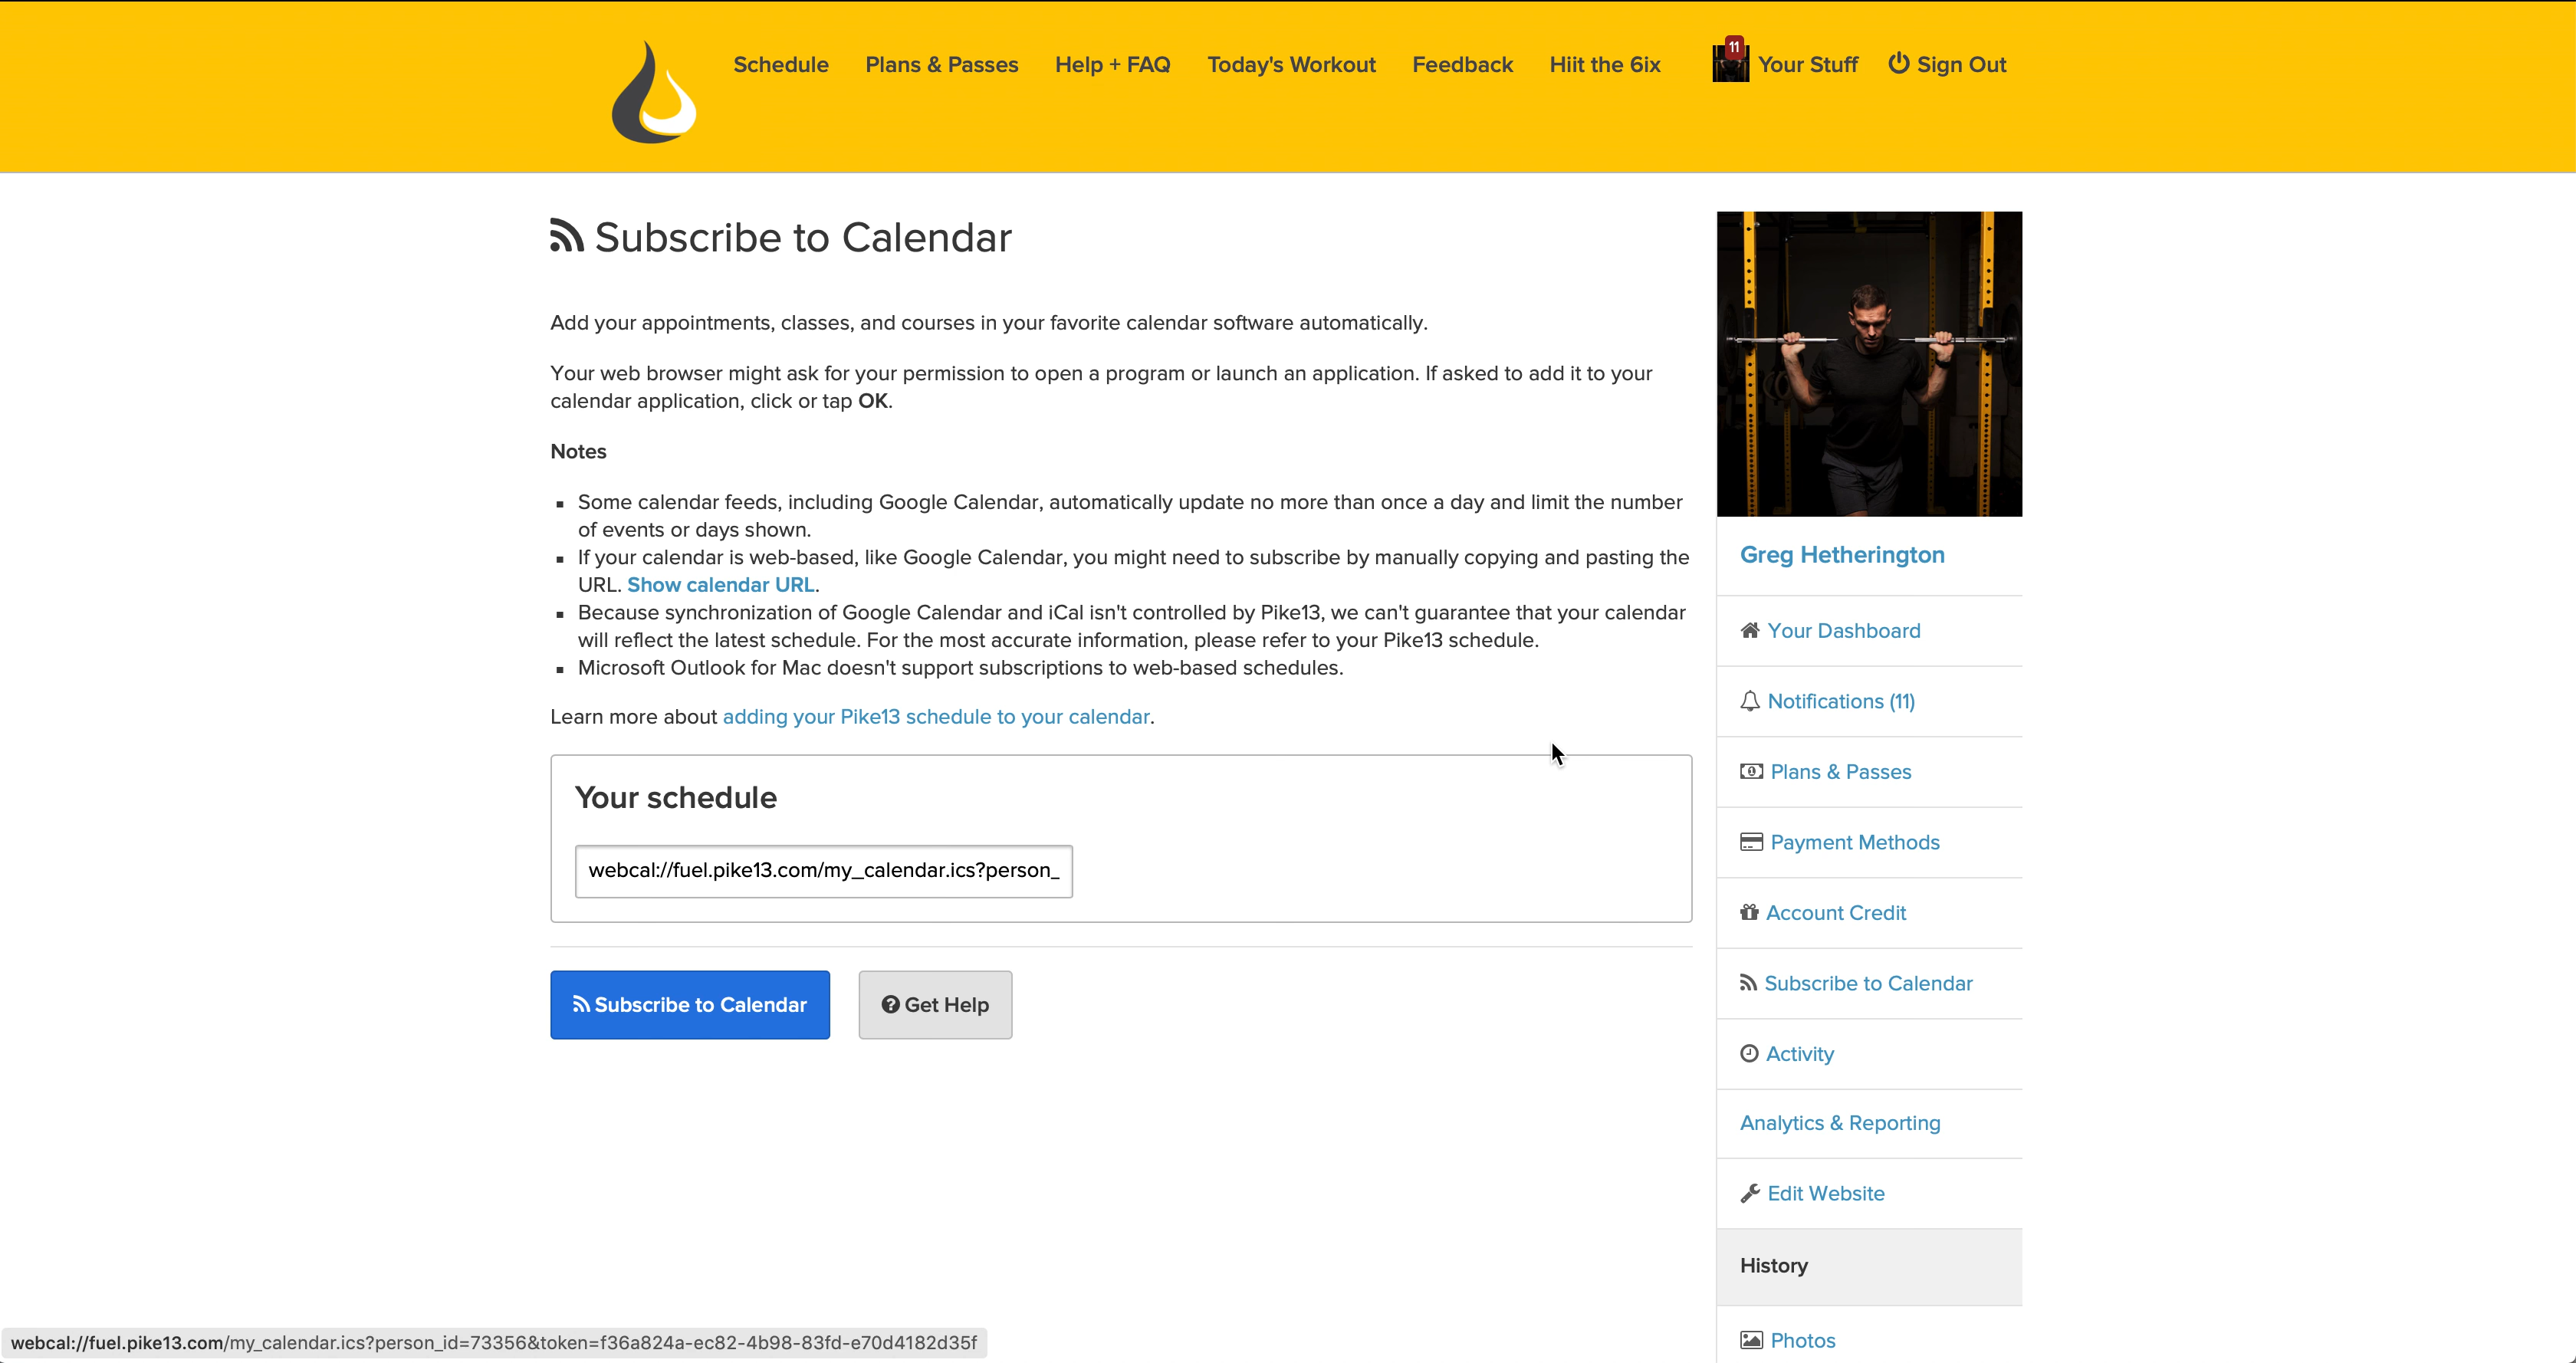 Schedule
Plans & Passes
Help + FAQ
Today's Workout
Feedback
Hiit the 6ix
11
Your Stuff
Sign Out
Subscribe to Calendar
Add your appointments, classes, and courses in your favorite calendar software automatically.
Your web browser might ask for your permission to open a program or launch an application. If asked to add it to your
calendar application, click or tap OK.
Notes
Some calendar feeds, including Google Calendar, automatically update no more than once a day and limit the number
of events or days shown.
If your calendar is web-based, like Google Calendar, you might need to subscribe by manually copying and pasting the
URL. Show calendar URL.
Because synchronization of Google Calendar and iCal isn't controlled by Pike13, we can't guarantee that your calendar
will reflect the latest schedule. For the most accurate information, please refer to your Pike13 schedule.
Microsoft Outlook for Mac doesn't support subscriptions to web-based schedules.
Learn more about adding your Pike13 schedule to your calendar.
Your schedule
webcal://fuel.pike13.com/my_calendar.ics?person_
Subscribe to Calendar
Get Help
Greg Hetherington
Your Dashboard
Notifications (11)
Plans & Passes
Payment Methods
Account Credit
Subscribe to Calendar
Activity
Analytics & Reporting
Edit Website
History
Photos
webcal://fuel.pike13.com/my_calendar.ics?person_id=73356&token=f36a824a-ec82-4b98-83fd-e70d4182d35f